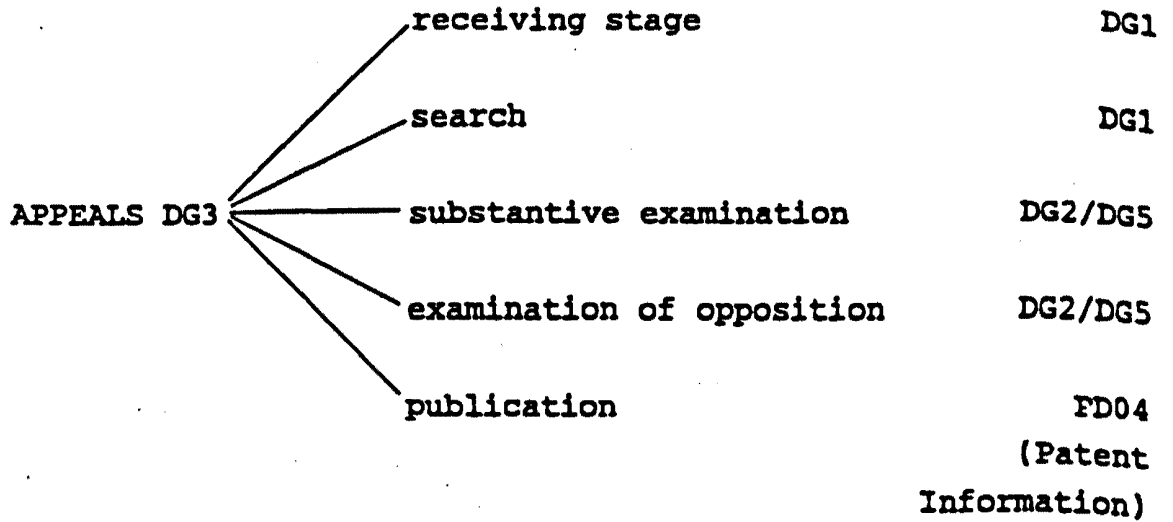 receiving stage DG1
search DG1
APPEALS DG3 substantive examination DG2/DG5
examination of opposition DG2/DG5
publication FD04
(Patent
Information)